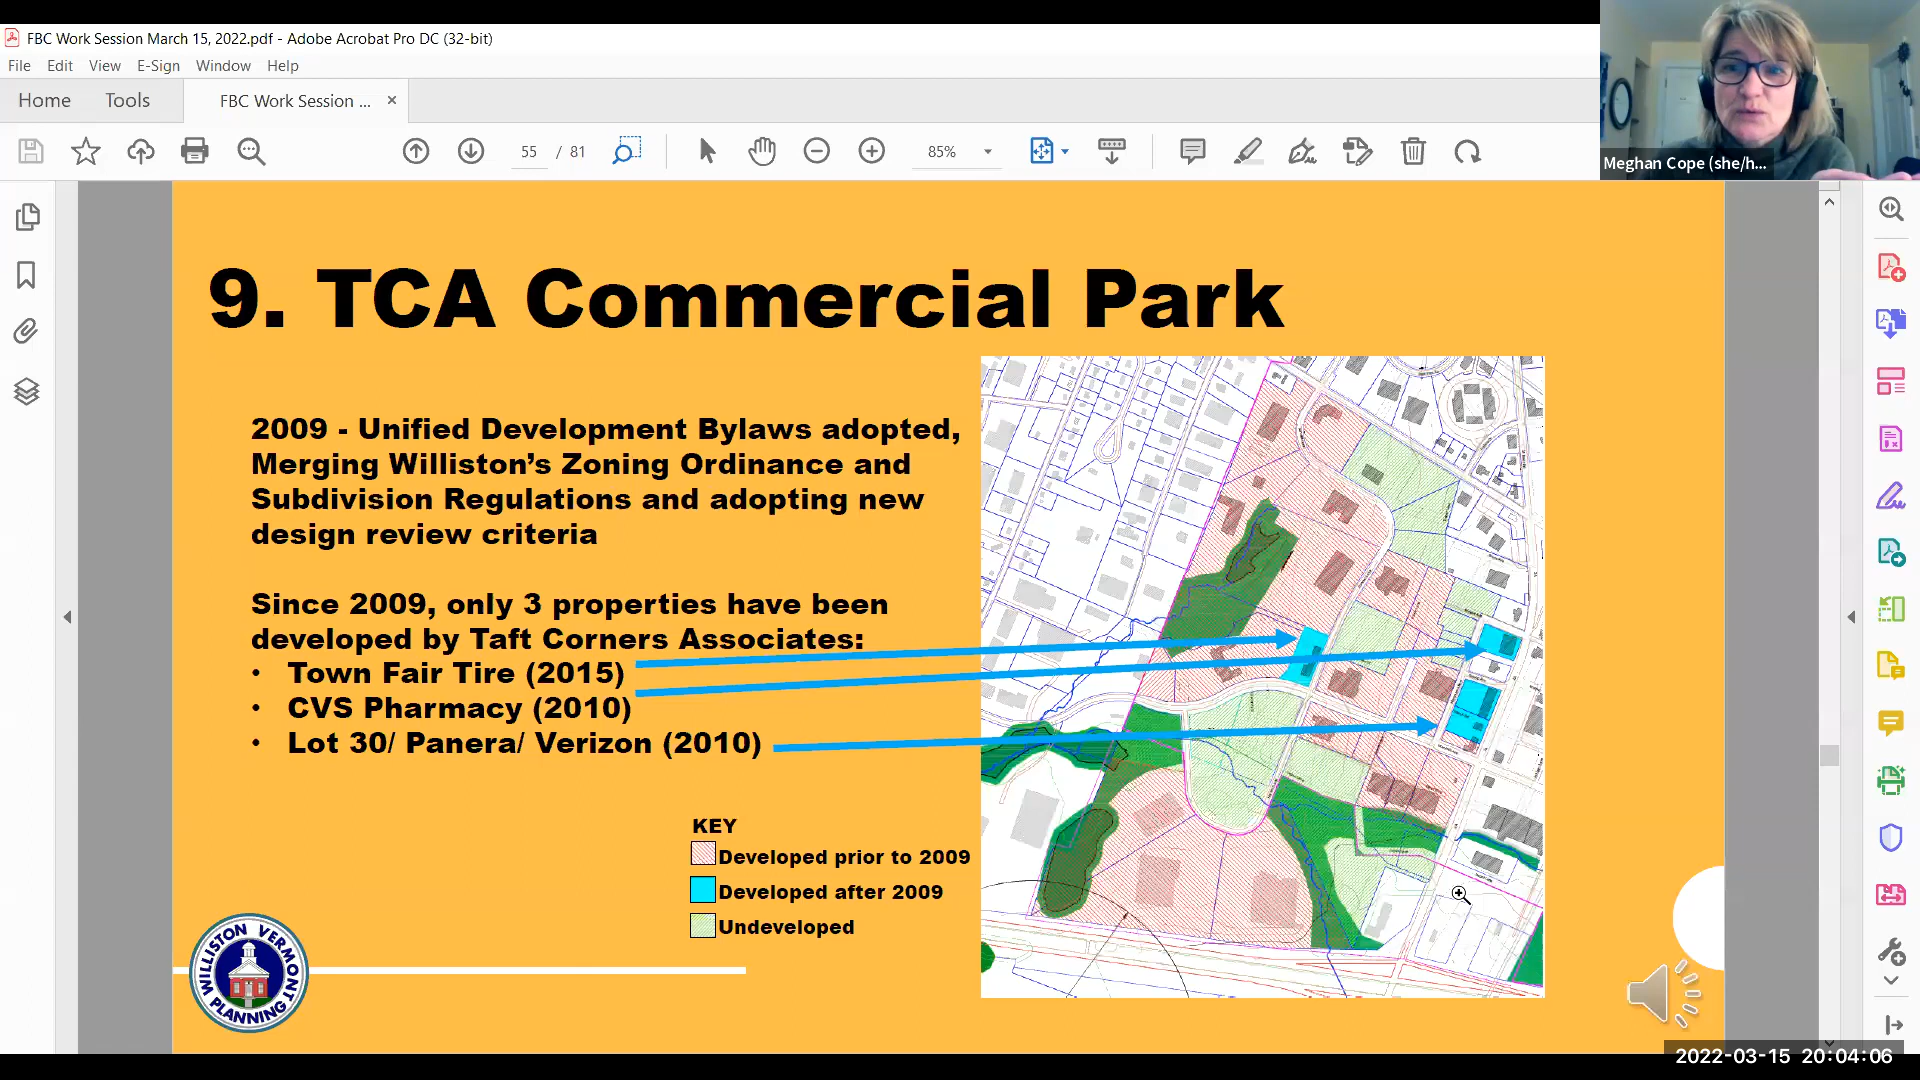 FBC Work Session March 15, 2022.pdf - Adobe Acrobat Pro DC (32-bit)
File Edit View E-Sign Window Help
Home Tools FBC Work Session ... ×
55 / 81 85%
Meghan Cope (she/h...
9. TCA Commercial Park
2009 - Unified Development Bylaws adopted,
Merging Williston’s Zoning Ordinance and
Subdivision Regulations and adopting new
design review criteria
Since 2009, only 3 properties have been
developed by Taft Corners Associates:
• Town Fair Tire (2015)
• CVS Pharmacy (2010)
• Lot 30/ Panera/ Verizon (2010)
KEY
Developed prior to 2009
Developed after 2009
Undeveloped
WILLISTON VERMONT
PLANNING
2022-03-15 20:04:06